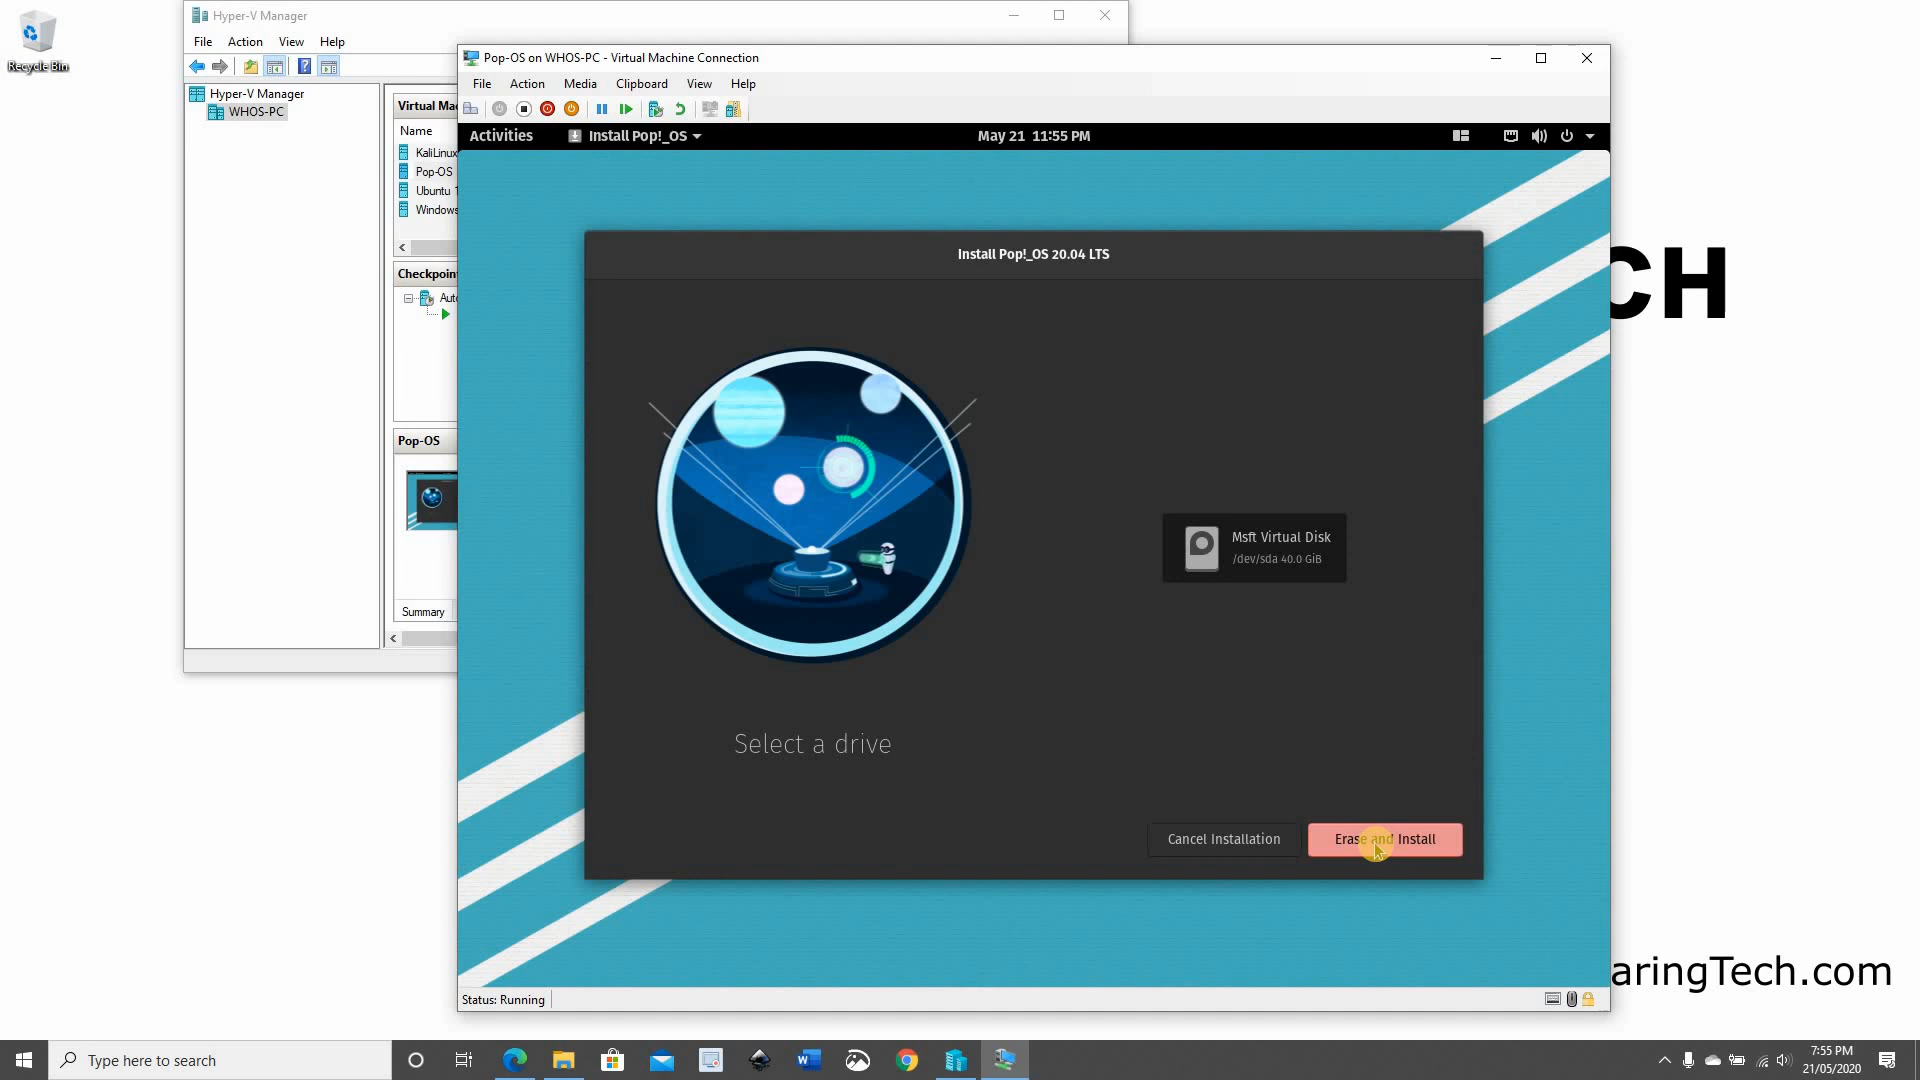 Recycle Bin
Hyper-V Manager
File Action View Help
Hyper-V Manager
WHOS-PC
Virtual Mac
Name
KaliLinux
Pop-OS
Ubuntu 1
Windows
Checkpoin
Auto
Pop-OS
Summary
Pop-OS on WHOS-PC - Virtual Machine Connection
File Action Media Clipboard View Help
Activities Install Pop!_OS May 21 11:55 PM
Install Pop!_OS 20.04 LTS
Msft Virtual Disk
/dev/sda 40.0 GiB
Select a drive
Cancel Installation Erase and Install
Status: Running
CH
aringTech.com
Type here to search
7:55 PM
21/05/2020